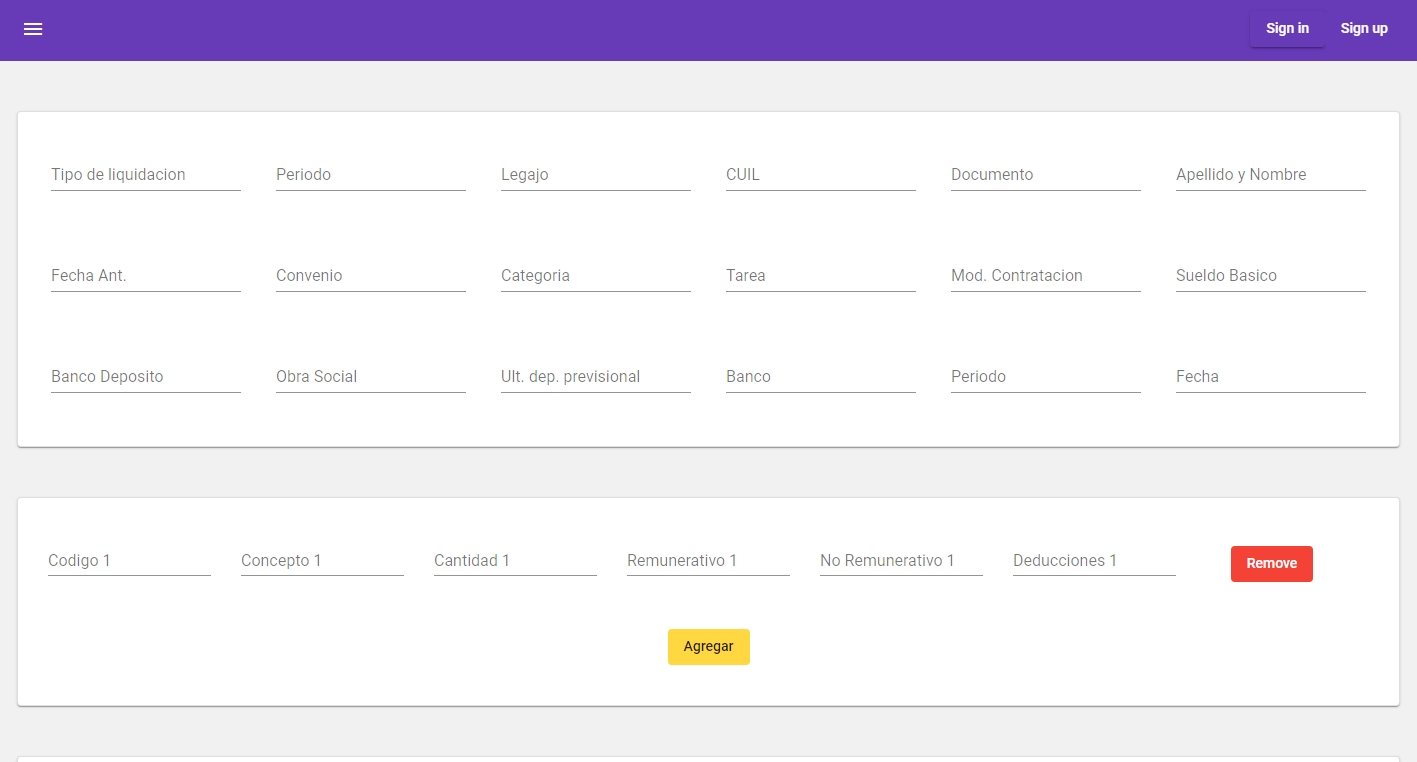 Sign in Sign up
Tipo de liquidacion Periodo Legajo CUIL Documento Apellido y Nombre
Fecha Ant. Convenio Categoria Tarea Mod. Contratacion Sueldo Basico
Banco Deposito Obra Social Ult. dep. previsional Banco Periodo Fecha
Codigo 1 Concepto 1 Cantidad 1 Remunerativo 1 No Remunerativo 1 Deducciones 1 Remove
Agregar